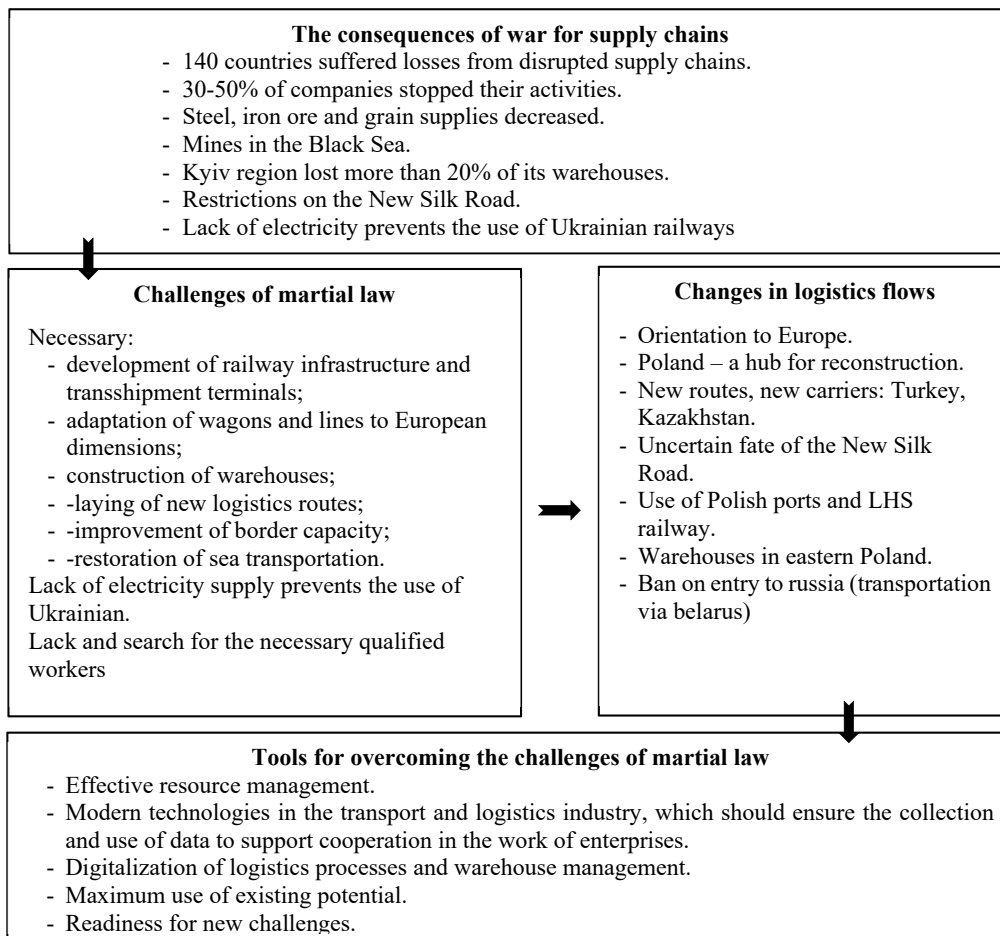 The consequences of war for supply chains
- 140 countries suffered losses from disrupted supply chains.
- 30-50% of companies stopped their activities.
- Steel, iron ore and grain supplies decreased.
- Mines in the Black Sea.
- Kyiv region lost more than 20% of its warehouses.
- Restrictions on the New Silk Road.
- Lack of electricity prevents the use of Ukrainian railways
Challenges of martial law
Necessary:
- development of railway infrastructure and
transshipment terminals;
- adaptation of wagons and lines to European
dimensions;
- construction of warehouses;
- -laying of new logistics routes;
- -improvement of border capacity;
- -restoration of sea transportation.
Lack of electricity supply prevents the use of
Ukrainian.
Lack and search for the necessary qualified
workers
Changes in logistics flows
- Orientation to Europe.
- Poland – a hub for reconstruction.
- New routes, new carriers: Turkey,
Kazakhstan.
- Uncertain fate of the New Silk
Road.
- Use of Polish ports and LHS
railway.
- Warehouses in eastern Poland.
- Ban on entry to russia (transportation
via belarus)
Tools for overcoming the challenges of martial law
- Effective resource management.
- Modern technologies in the transport and logistics industry, which should ensure the collection
and use of data to support cooperation in the work of enterprises.
- Digitalization of logistics processes and warehouse management.
- Maximum use of existing potential.
- Readiness for new challenges.